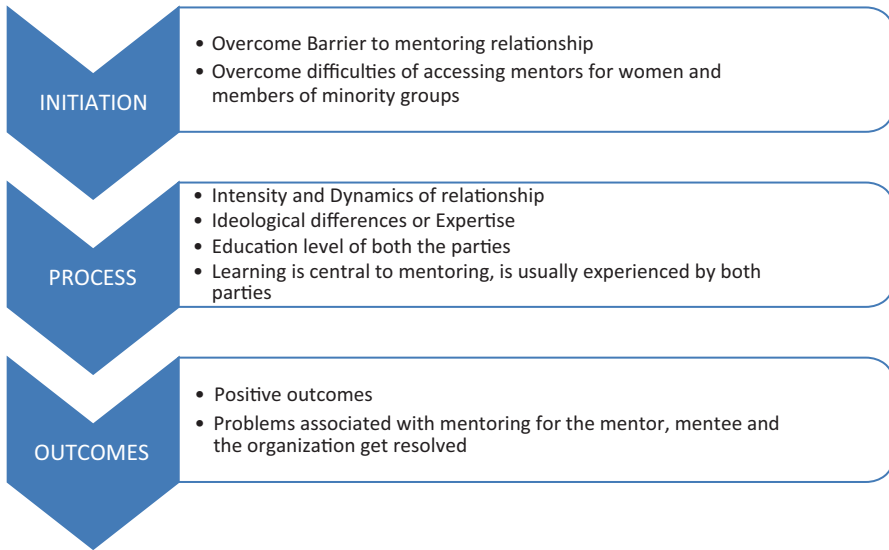 INITIATION
• Overcome Barrier to mentoring relationship
• Overcome difficulties of accessing mentors for women and
members of minority groups
PROCESS
• Intensity and Dynamics of relationship
• Ideological differences or Expertise
• Education level of both the parties
• Learning is central to mentoring, is usually experienced by both
parties
OUTCOMES
• Positive outcomes
• Problems associated with mentoring for the mentor, mentee and
the organization get resolved